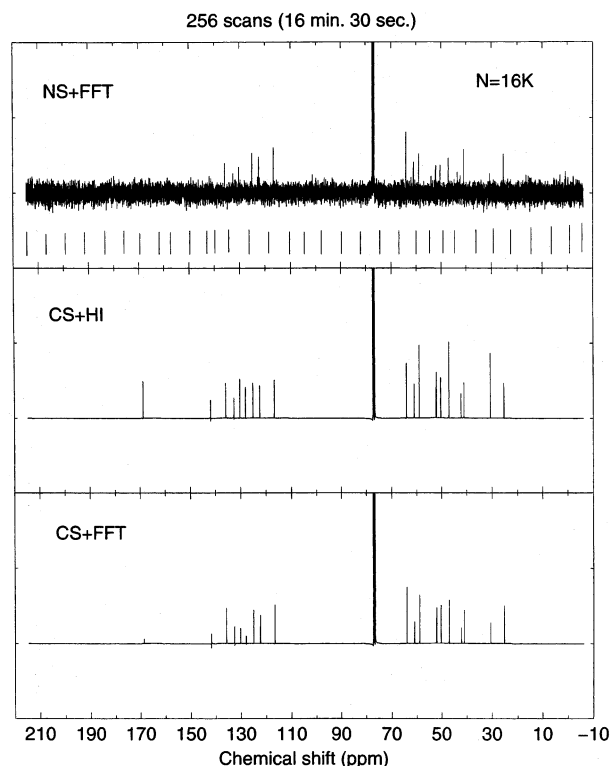 256 scans (16 min. 30 sec.)
NS+FFT
N=16K
CS+HI
CS+FFT
210 190 170 150 130 110 90 70 50 30 10 −10
Chemical shift (ppm)